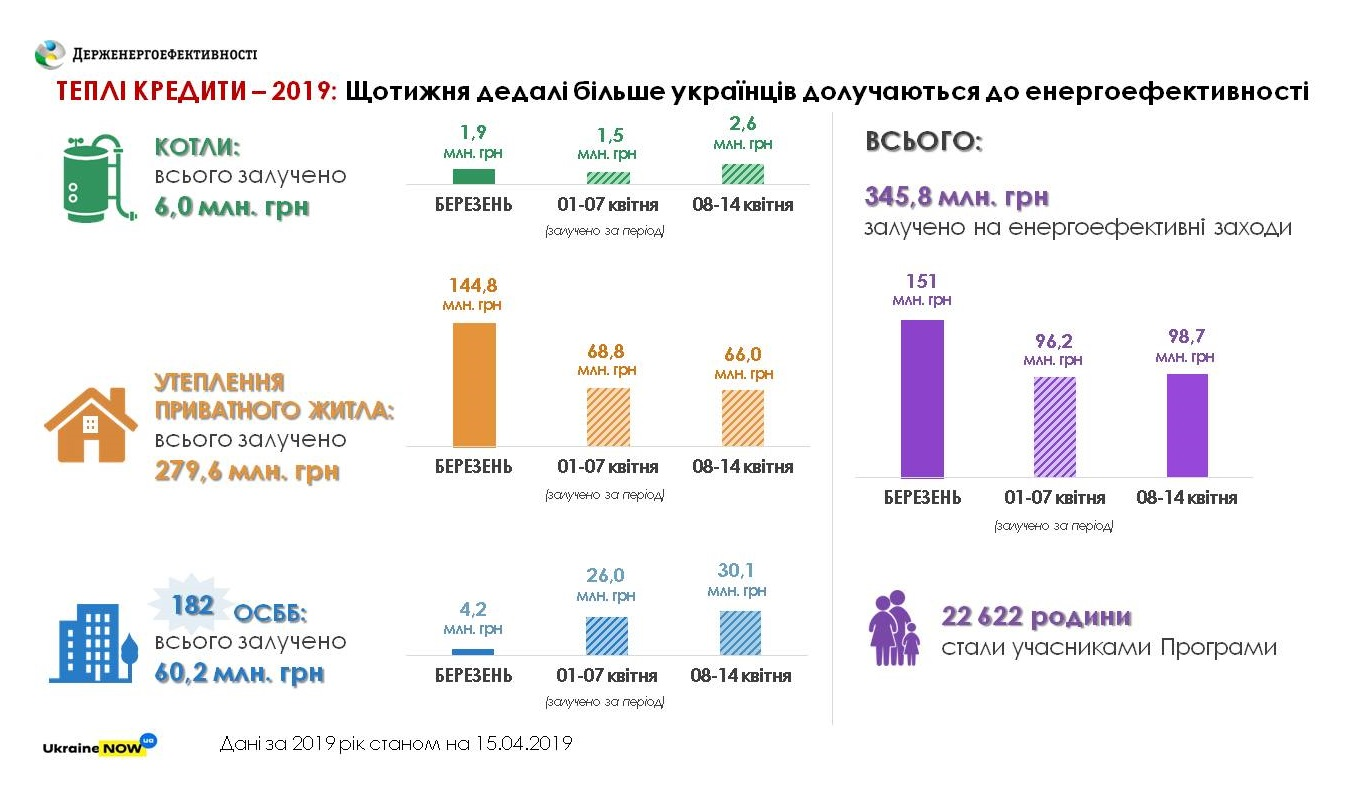 ДЕРЖЕНЕРГОЕФЕКТИВНОСТІ
ТЕПЛІ КРЕДИТИ – 2019: Щотижня дедалі більше українців долучаються до енергоефективності
КОТЛИ:
всього залучено
6,0 млн. грн
1,9
млн. грн
1,5
млн. грн
2,6
млн. грн
БЕРЕЗЕНЬ
01-07 квітня
08-14 квітня
(залучено за період)
УТЕПЛЕННЯ
ПРИВАТНОГО ЖИТЛА:
всього залучено
279,6 млн. грн
144,8
млн. грн
68,8
млн. грн
66,0
млн. грн
БЕРЕЗЕНЬ
01-07 квітня
08-14 квітня
(залучено за період)
182 ОСББ:
всього залучено
60,2 млн. грн
4,2
млн. грн
26,0
млн. грн
30,1
млн. грн
БЕРЕЗЕНЬ
01-07 квітня
08-14 квітня
(залучено за період)
ВСЬОГО:
345,8 млн. грн
залучено на енергоефективні заходи
151
млн. грн
96,2
млн. грн
98,7
млн. грн
БЕРЕЗЕНЬ
01-07 квітня
08-14 квітня
(залучено за період)
22 622 родини
стали учасниками Програми
Ukraine NOW ua
Дані за 2019 рік станом на 15.04.2019